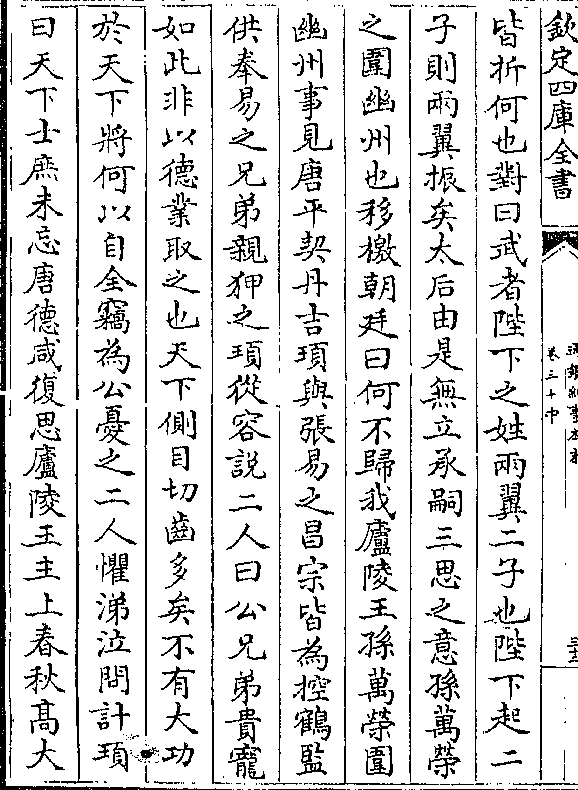 欽定四庫全書
通鑑紀事本末
卷三十中
皆折何也對曰武者陛下之姓兩翼二子也陛下起二
子則兩翼振矣太后由是無立承嗣三思之意孫萬榮
之圍幽州也移檄朝廷曰何不歸我廬陵王孫萬榮圍
幽州事見唐平契丹吉頊與張易之昌宗皆為控鶴監
供奉易之兄弟親狎之頊從容說二人曰公兄弟貴寵
如此非以德業取之也天下側目切齒多矣不有大功
於天下將何以自全竊為公憂之二人懼涕泣問計頊
曰天下士庶未忘唐德咸復思廬陵王主上春秋髙大